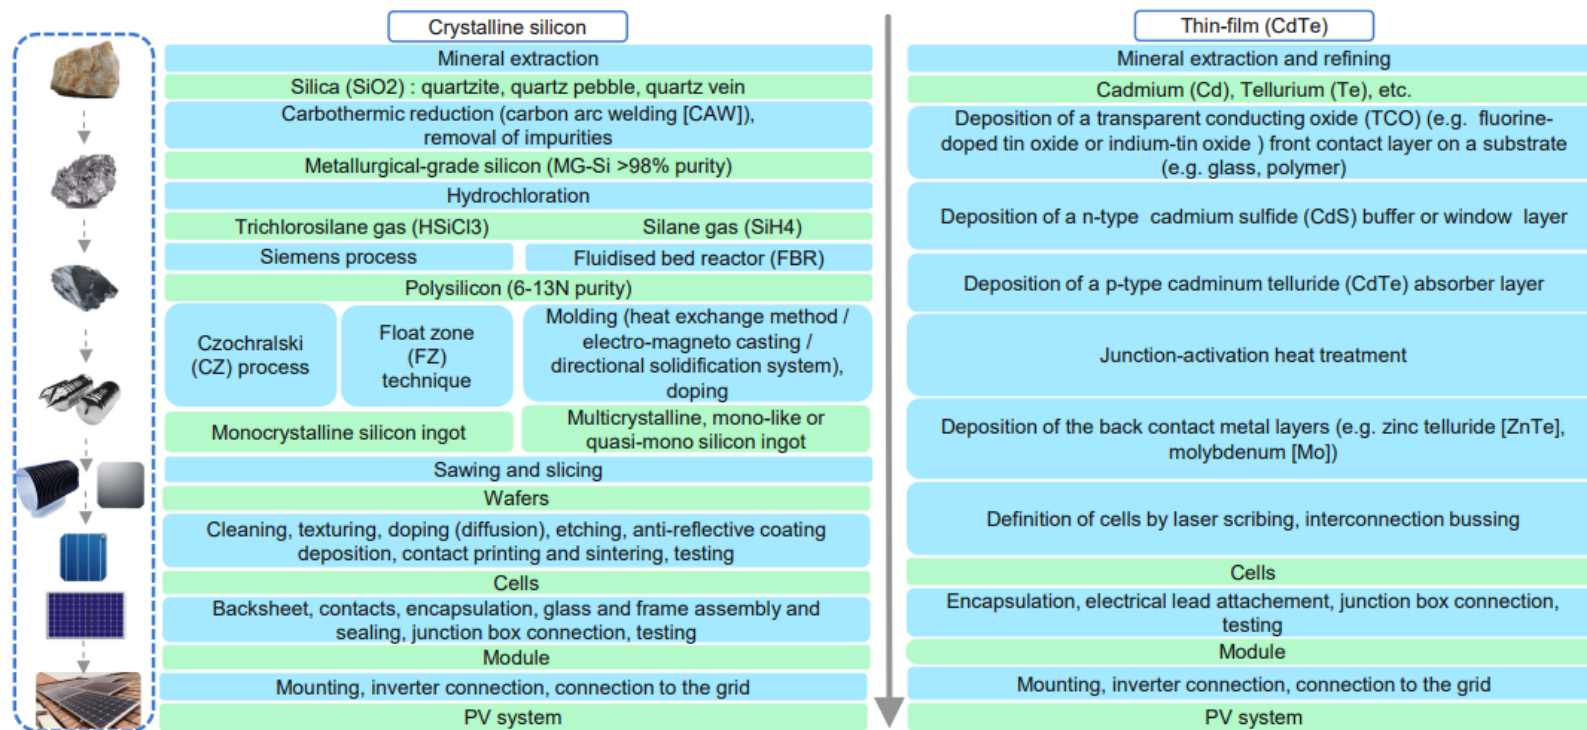 Crystalline silicon
Mineral extraction
Silica (SiO2) : quartzite, quartz pebble, quartz vein
Carbothermic reduction (carbon arc welding [CAW]),
removal of impurities
Metallurgical-grade silicon (MG-Si >98% purity)
Hydrochloration
Trichlorosilane gas (HSiCl3)
Silane gas (SiH4)
Siemens process
Fluidised bed reactor (FBR)
Polysilicon (6-13N purity)
Czochralski
(CZ) process
Float zone
(FZ)
technique
Molding (heat exchange method /
electro-magneto casting /
directional solidification system),
doping
Monocrystalline silicon ingot
Multicrystalline, mono-like or
quasi-mono silicon ingot
Sawing and slicing
Wafers
Cleaning, texturing, doping (diffusion), etching, anti-reflective coating
deposition, contact printing and sintering, testing
Cells
Backsheet, contacts, encapsulation, glass and frame assembly and
sealing, junction box connection, testing
Module
Mounting, inverter connection, connection to the grid
PV system
Thin-film (CdTe)
Mineral extraction and refining
Cadmium (Cd), Tellurium (Te), etc.
Deposition of a transparent conducting oxide (TCO) (e.g. fluorine-
doped tin oxide or indium-tin oxide ) front contact layer on a substrate
(e.g. glass, polymer)
Deposition of a n-type cadmium sulfide (CdS) buffer or window layer
Deposition of a p-type cadminum telluride (CdTe) absorber layer
Junction-activation heat treatment
Deposition of the back contact metal layers (e.g. zinc telluride [ZnTe],
molybdenum [Mo])
Definition of cells by laser scribing, interconnection bussing
Cells
Encapsulation, electrical lead attachement, junction box connection,
testing
Module
Mounting, inverter connection, connection to the grid
PV system